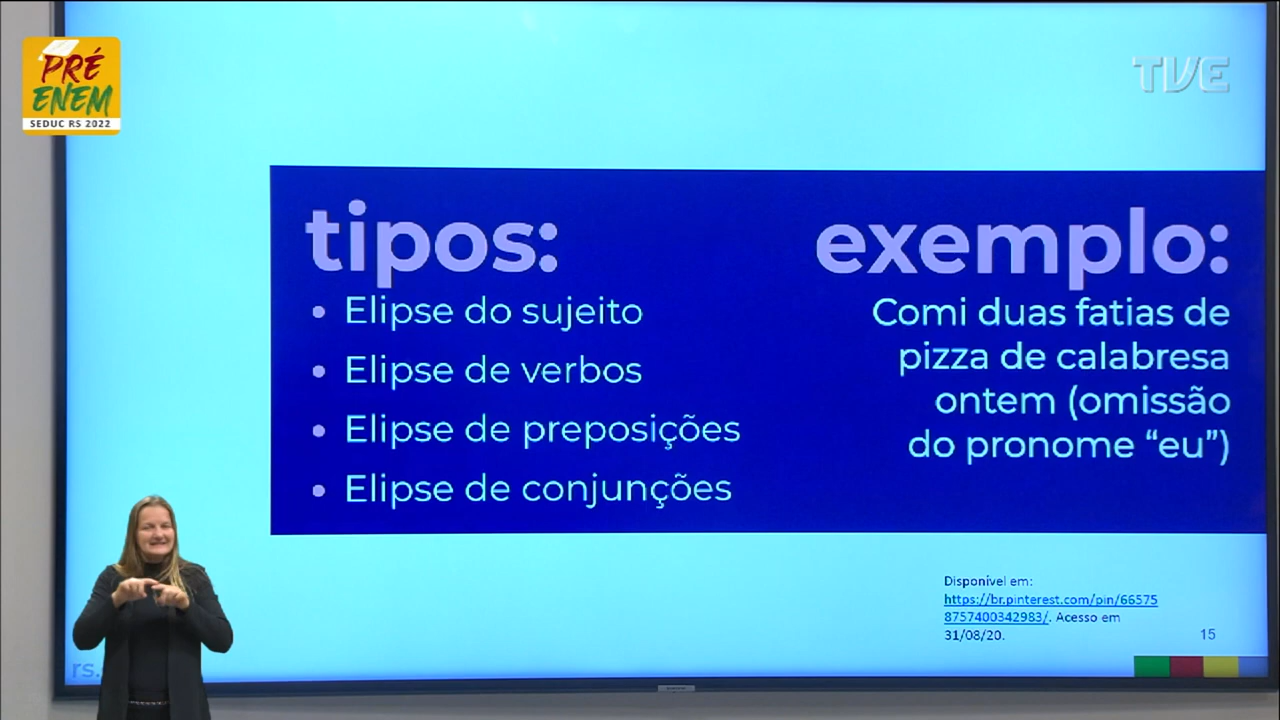 PRÉ
ENEM
SEDUC RS 2022
TVE
tipos:
• Elipse do sujeito
• Elipse de verbos
• Elipse de preposições
• Elipse de conjunções
exemplo:
Comi duas fatias de
pizza de calabresa
ontem (omissão
do pronome “eu”)
Disponível em:
https://br.pinterest.com/pin/66575
8757400342983/. Acesso em
31/08/20.
15
rs.